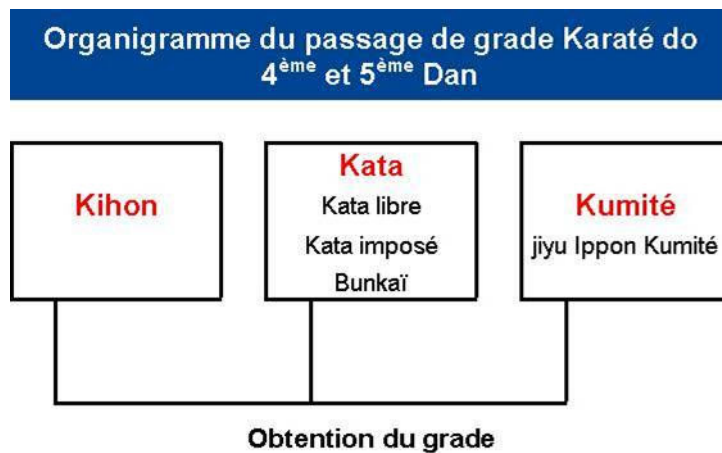 Organigramme du passage de grade Karaté do
4ème et 5ème Dan
Kihon
Kata
Kata libre
Kata imposé
Bunkaï
Kumité
jiyu Ippon Kumité
Obtention du grade